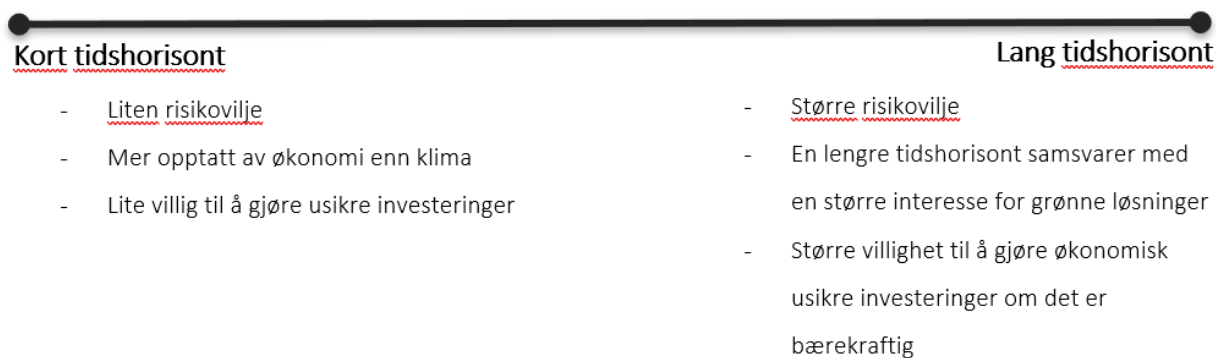 Kort tidshorisont
- Liten risikovilje
- Mer opptatt av økonomi enn klima
- Lite villig til å gjøre usikre investeringer
Lang tidshorisont
- Større risikovilje
- En lengre tidshorisont samsvarer med
en større interesse for grønne løsninger
- Større villighet til å gjøre økonomisk
usikre investeringer om det er
bærekraftig